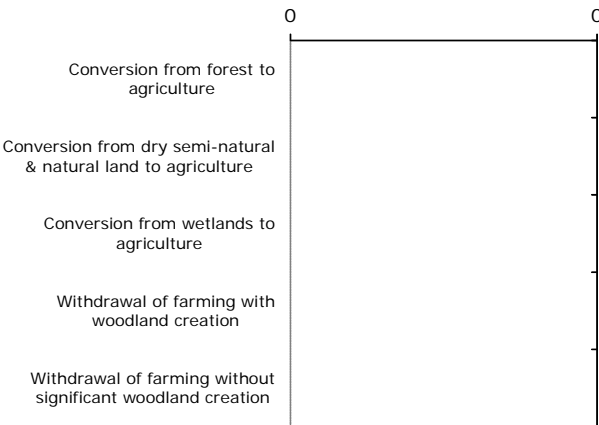 0 0
Conversion from forest to
agriculture
Conversion from dry semi-natural
& natural land to agriculture
Conversion from wetlands to
agriculture
Withdrawal of farming with
woodland creation
Withdrawal of farming without
significant woodland creation